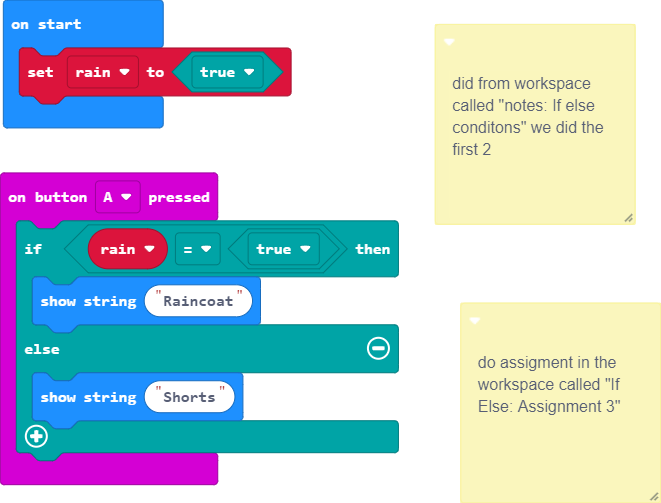 on start
set rain to true
on button A pressed
if rain = true then
show string "Raincoat"
else
show string "Shorts"
did from workspace
called "notes: If else
conditons" we did the
first 2
do assigment in the
workspace called "If
Else: Assignment 3"